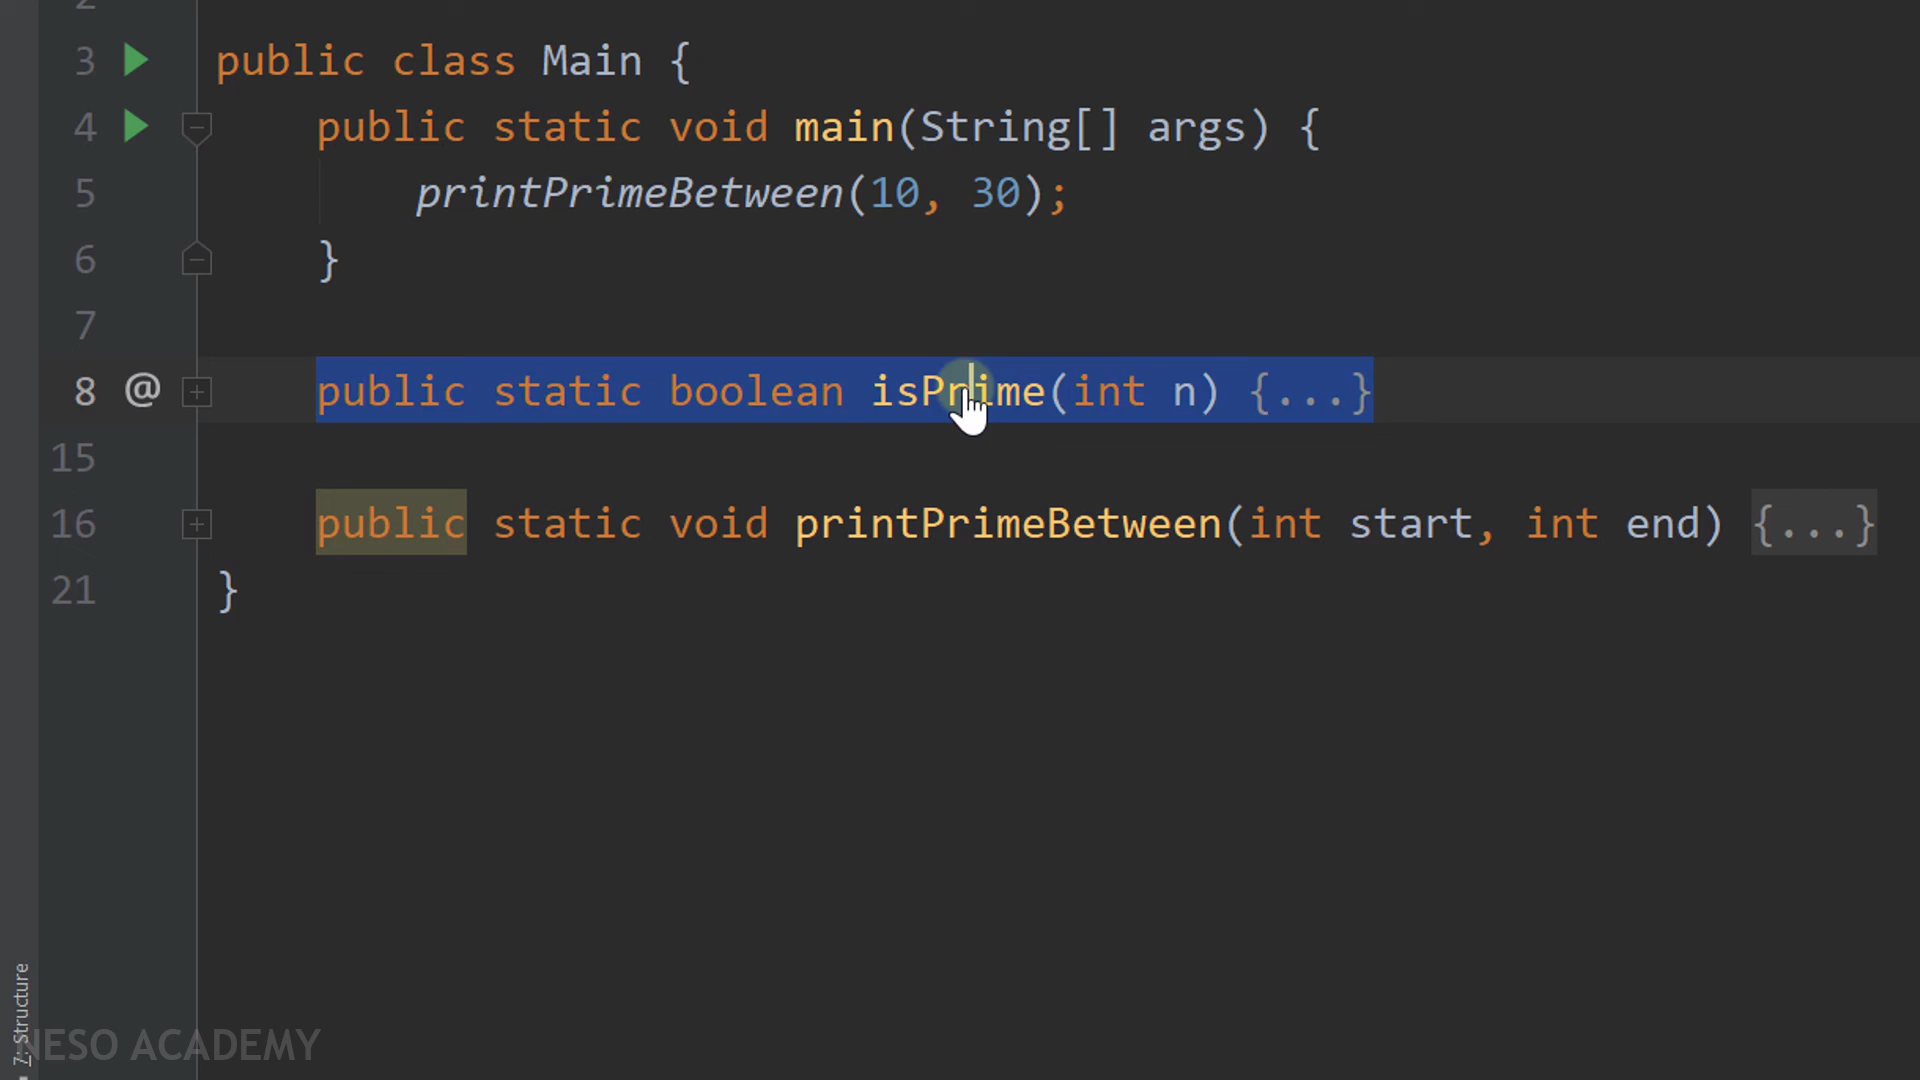 3 public class Main {
4 public static void main(String[] args) {
5 printPrimeBetween(10, 30);
6 }
7
8 @ public static boolean isPrime(int n) {...}
15
16 public static void printPrimeBetween(int start, int end) {...}
21 }
7: Structure
NESO ACADEMY